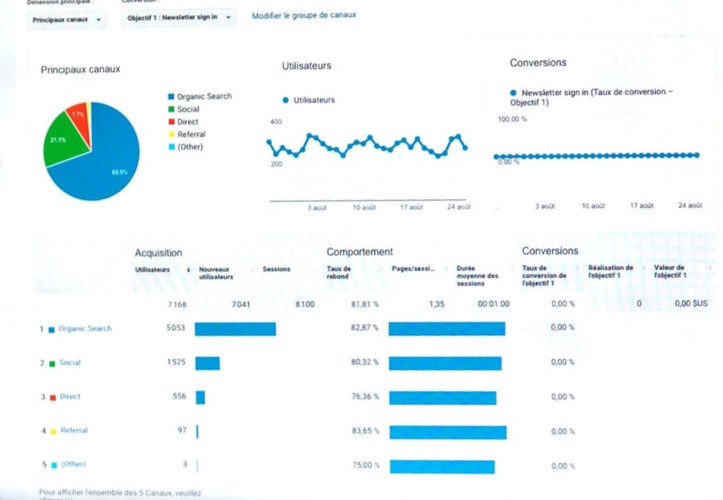 Dimension principale :
Conversion :
Principaux canaux
Objectif 1 : Newsletter sign in
Modifier le groupe de canaux
Principaux canaux
Organic Search
Social
Direct
Referral
(Other)
7,7%
21,1%
Utilisateurs
Utilisateurs
400
200
3 août 10 août 17 août 24 août
Conversions
Newsletter sign in (Taux de conversion –
Objectif 1)
100,00 %
0,00 %
3 août 10 août 17 août 24 août
Acquisition Comportement Conversions
Utilisateurs
Nouveaux
utilisateurs
Sessions
Taux de
rebond
Pages/sessi...
Durée
moyenne des
sessions
Taux de
conversion de
l'objectif 1
Réalisation de
l'objectif 1
Valeur de
l'objectif 1
7 168 7 041 8 100 81,81 % 1,35 00:01:00 0,00 % 0 0,00 $US
1 Organic Search 5 053 82,87 % 0,00 %
2 Social 1 525 80,32 % 0,00 %
3 Direct 556 76,36 % 0,00 %
4 Referral 97 83,65 % 0,00 %
5 (Other) 3 75,00 % 0,00 %
Pour afficher l'ensemble des 5 Canaux, veuillez